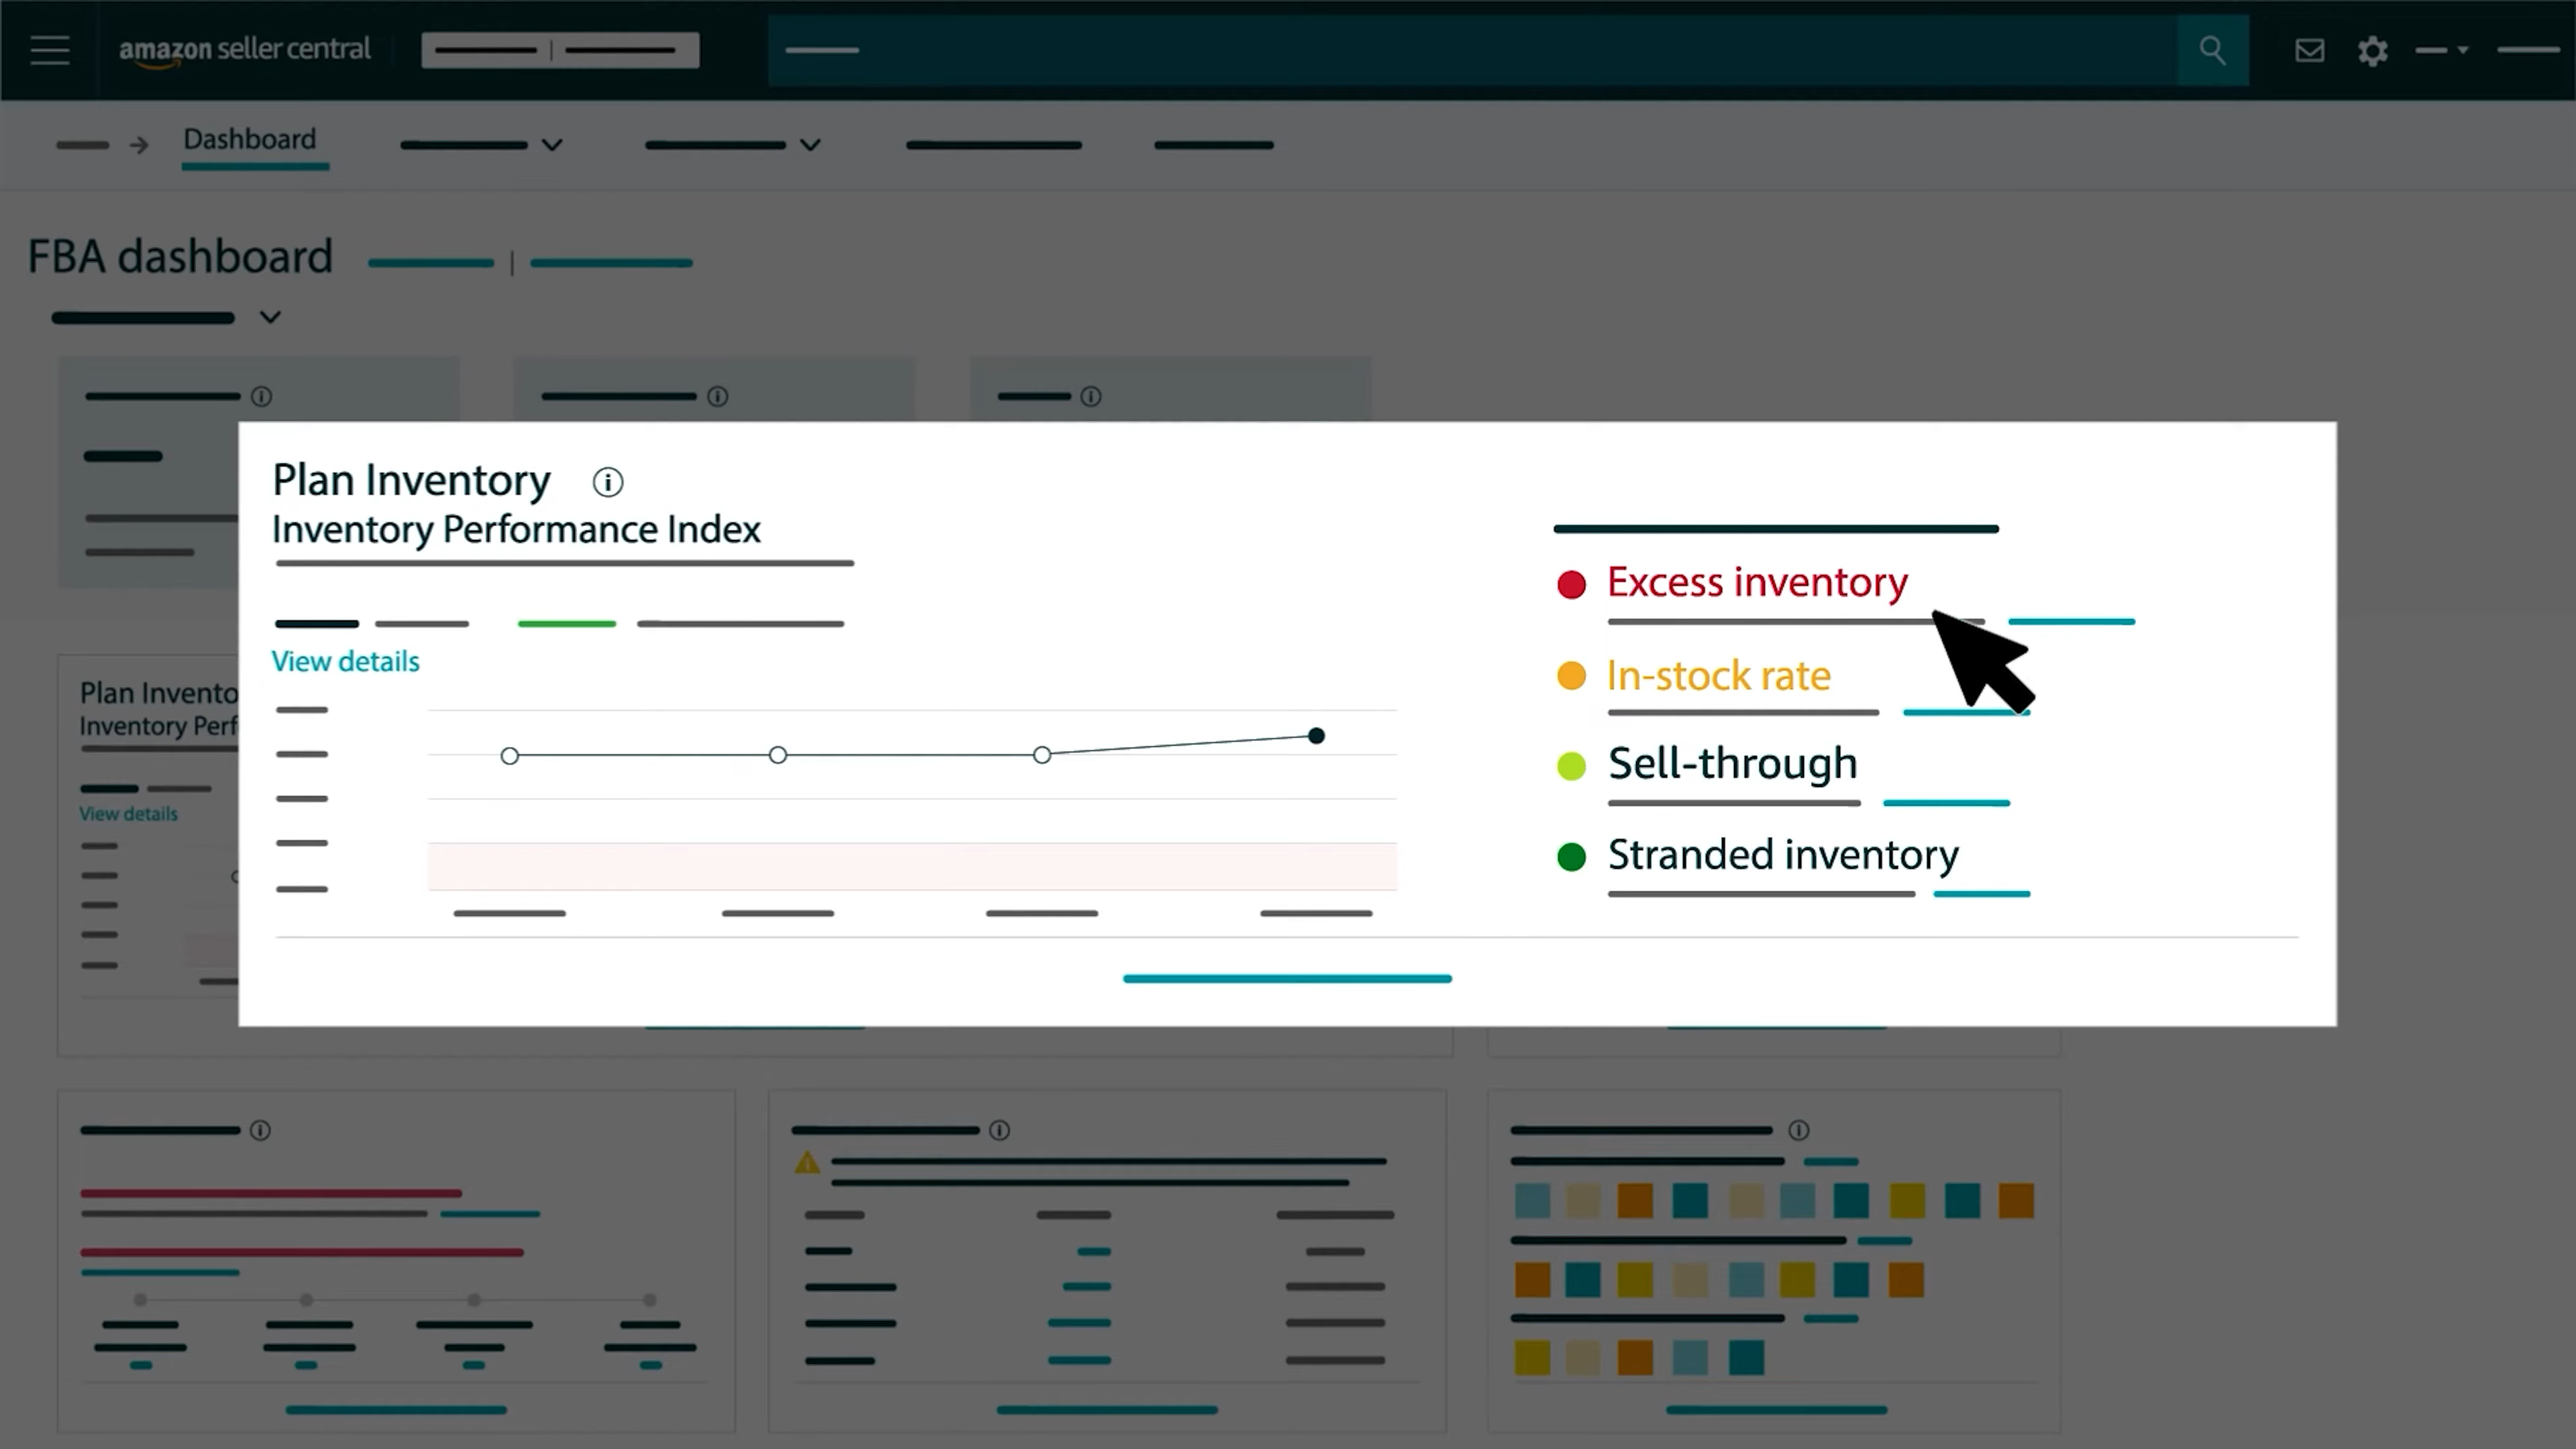 amazon seller central
Dashboard
FBA dashboard
Plan Inventory
Inventory Performance Index
View details
Excess inventory
In-stock rate
Sell-through
Stranded inventory
Plan Invento
Inventory Perf
View details